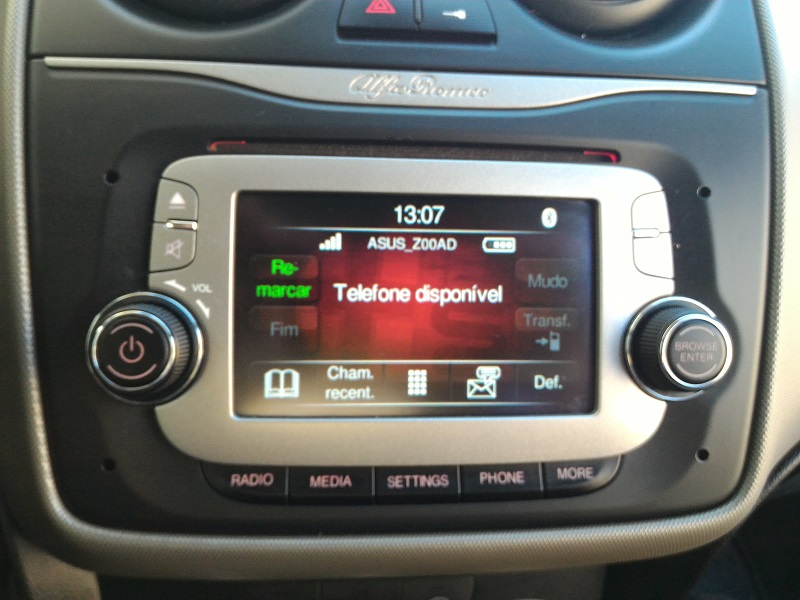 Alfa Romeo
13:07
ASUS_Z00AD
Re-
marcar
Telefone disponível
Mudo
Fim
Transf.
Cham.
recent.
Def.
VOL
BROWSE
ENTER
RADIO
MEDIA
SETTINGS
PHONE
MORE